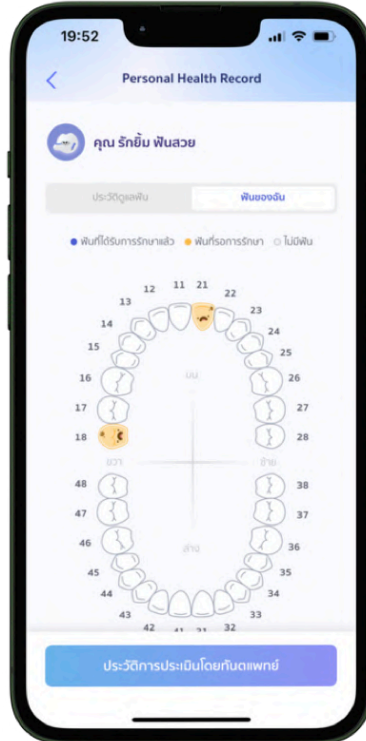 19:52
Personal Health Record
คุณ รักยิ้ม ฟันสวย
ประวัติดูแลฟัน ฟันของฉัน
ฟันที่ได้รับการรักษาแล้ว ฟันที่รอการรักษา ไม่มีฟัน
12 11 21 22
13 23
14 24
15 25
16 บน 26
17 27
18 28
ขวา ซ้าย
48 38
47 37
46 ล่าง 36
45 35
44 34
43 33
42 41 31 32
ประวัติการประเมินโดยทันตแพทย์